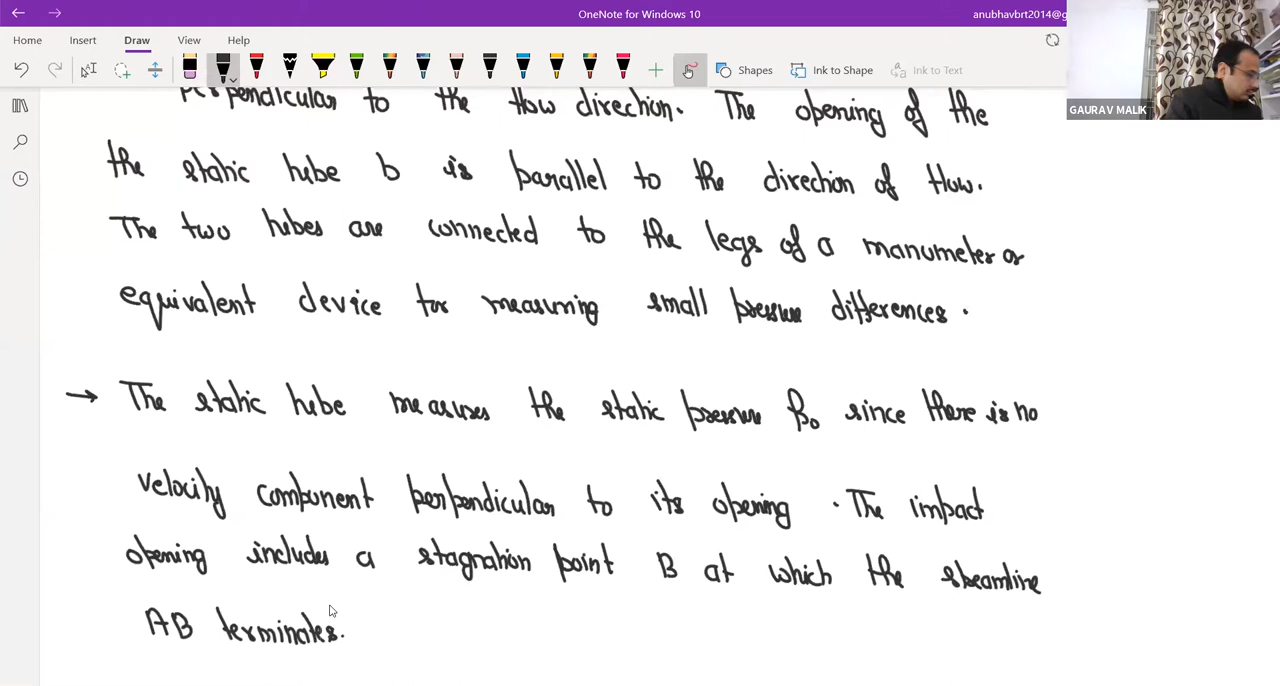 OneNote for Windows 10
anubhavbrt2014@g
Home Insert Draw View Help
Shapes Ink to Shape Ink to Text
GAURAV MALIK
perpendicular to the flow direction. The opening of the
the static tube b is parallel to the direction of flow.
The two tubes are connected to the legs of a manometer or
equivalent device for measuring small pressure differences.
→ The static tube measures the static pressure p₀ since there is no
velocity component perpendicular to its opening. The impact
opening includes a stagnation point B at which the streamline
AB terminates.